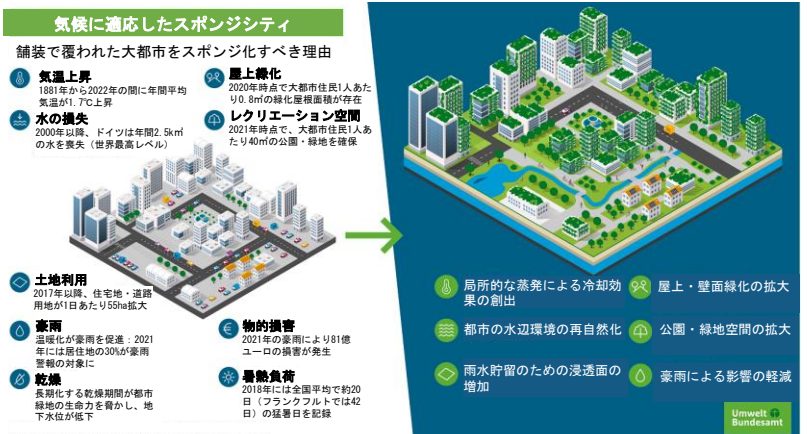 気候に適応したスポンジシティ
舗装で覆われた大都市をスポンジ化すべき理由
気温上昇
1881年から2022年の間に年間平均
気温が1.7℃上昇
屋上緑化
2020年時点で大都市住民1人あた
り0.8㎡の緑化屋根面積が存在
水の損失
2000年以降、ドイツは年間2.5k㎥
の水を喪失（世界最高レベル）
レクリエーション空間
2021年時点で、大都市住民1人あ
たり40㎡の公園・緑地を確保
土地利用
2017年以降、住宅地・道路
用地が1日あたり55ha拡大
豪雨
温暖化が豪雨を促進：2021
年には居住地の30%が豪雨
警報の対象に
物的損害
2021年の豪雨により81億
ユーロの損害が発生
乾燥
長期化する乾燥期間が都市
緑地の生命力を脅かし、地
下水位が低下
暑熱負荷
2018年には全国平均で約20
日（フランクフルトでは42
日）の猛暑日を記録
局所的な蒸発による冷却効
果の創出
屋上・壁面緑化の拡大
都市の水辺環境の再自然化
公園・緑地空間の拡大
雨水貯留のための浸透面の
増加
豪雨による影響の軽減
Umwelt
Bundesamt